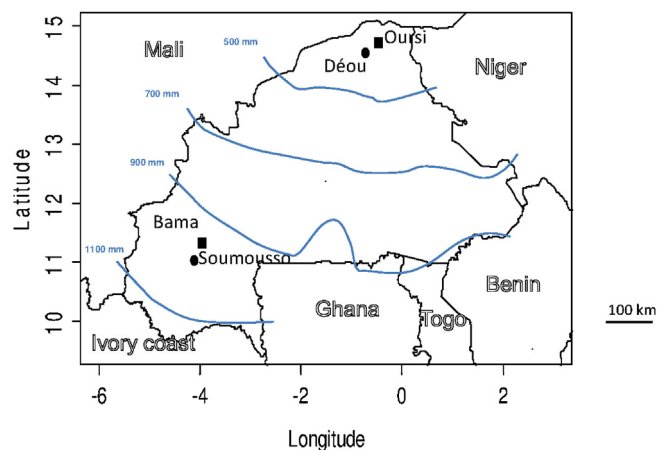 15
14
13
12
11
10
Latitude
500 mm
Oursi
Déou
Mali
Niger
700 mm
900 mm
Bama
Soumousso
1100 mm
Ghana
Togo
Benin
Ivory coast
100 km
-6 -4 -2 0 2
Longitude